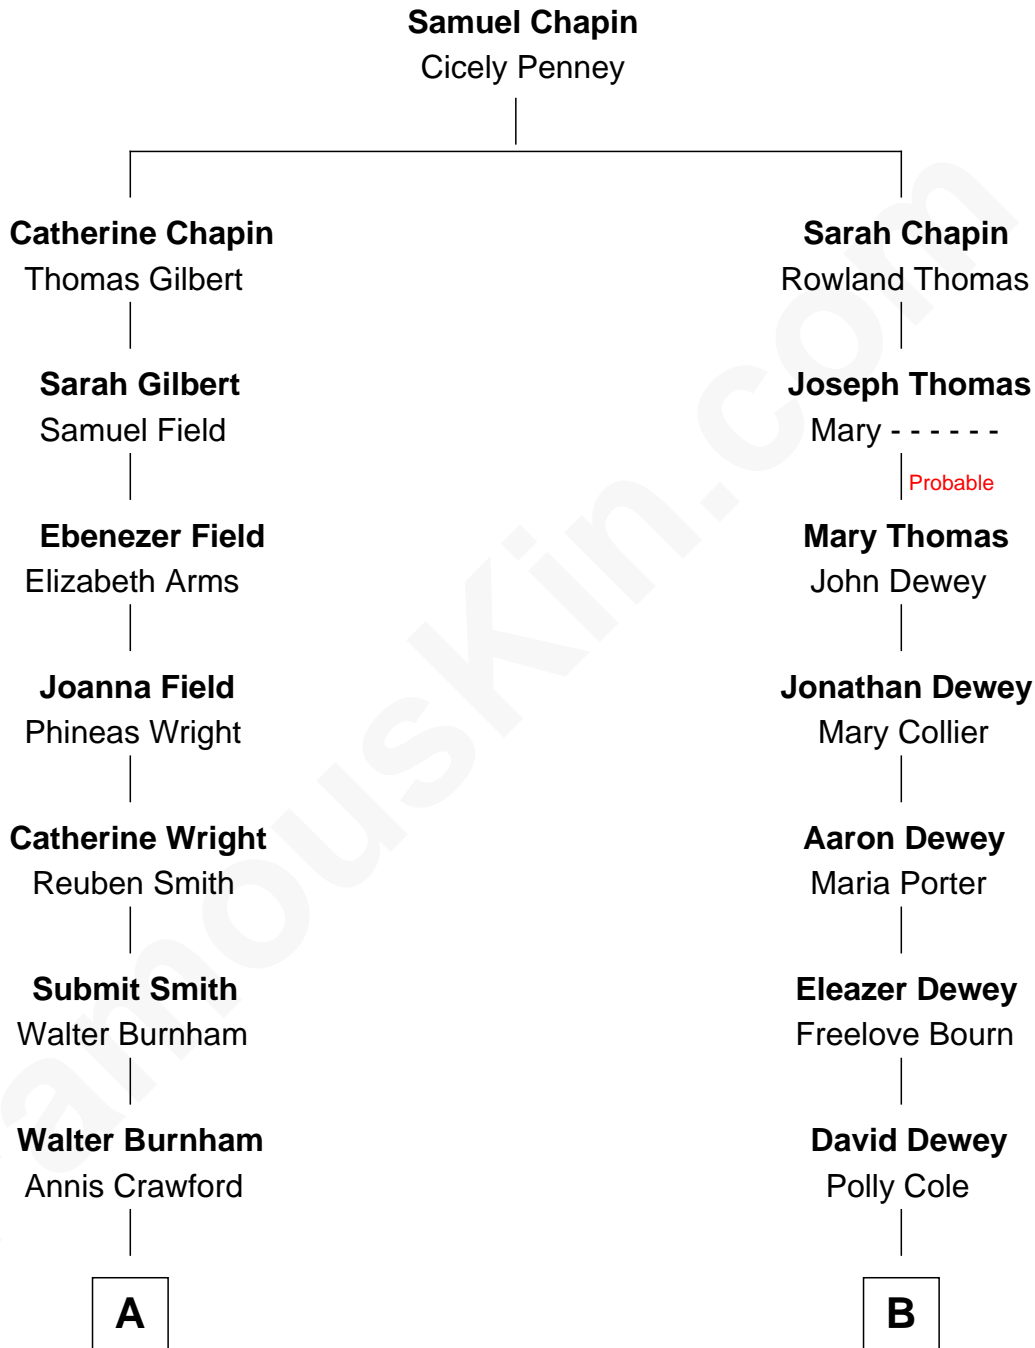 Samuel Chapin
Cicely Penney
Catherine Chapin
Thomas Gilbert
Sarah Chapin
Rowland Thomas
Sarah Gilbert
Samuel Field
Joseph Thomas
Mary - - - - - -
Probable
Ebenezer Field
Elizabeth Arms
Mary Thomas
John Dewey
Joanna Field
Phineas Wright
Jonathan Dewey
Mary Collier
Catherine Wright
Reuben Smith
Aaron Dewey
Maria Porter
Submit Smith
Walter Burnham
Eleazer Dewey
Freelove Bourn
Walter Burnham
Annis Crawford
David Dewey
Polly Cole
A
B
amouskin.com